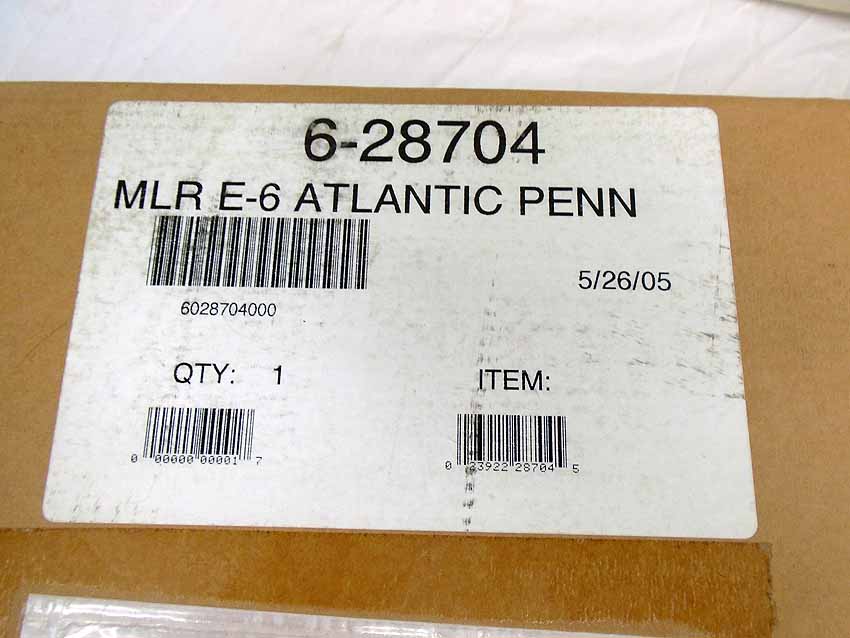 6-28704
MLR E-6 ATLANTIC PENN
5/26/05
6028704000
QTY: 1 ITEM:
0 00000 00001 7
0 23922 28704 5